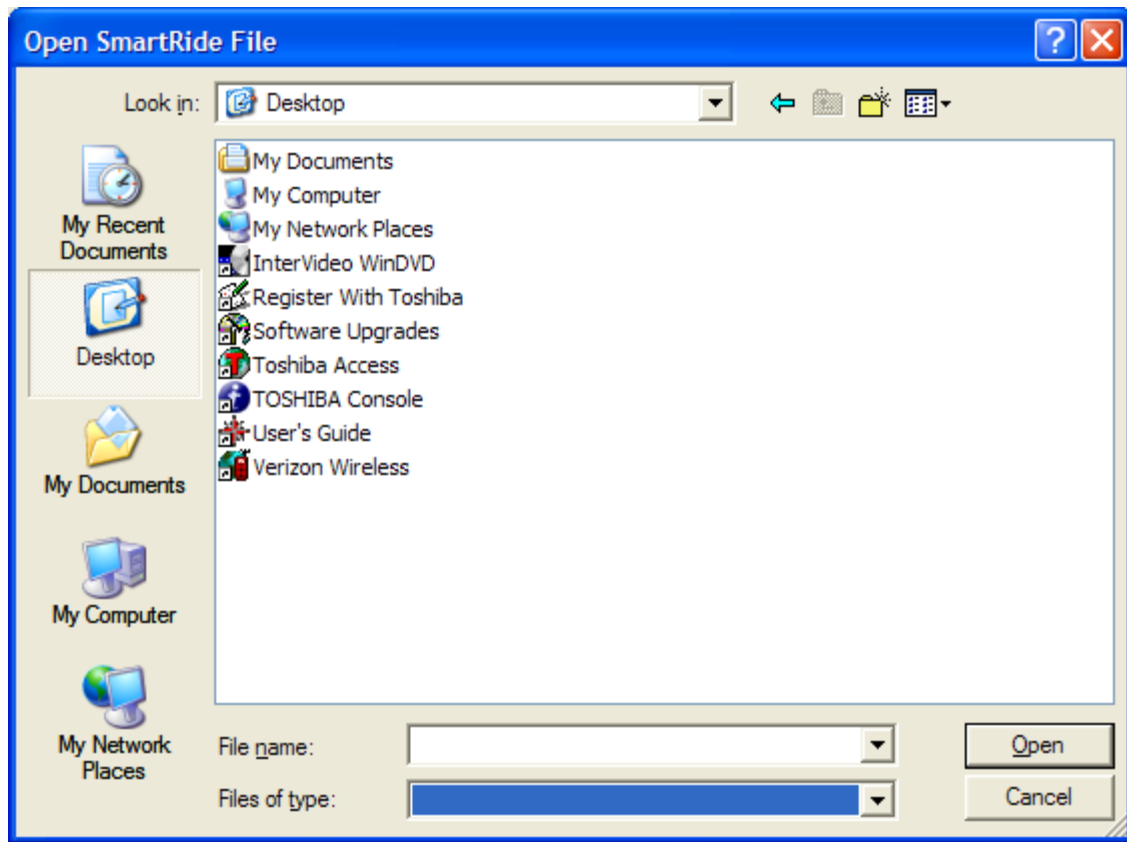 Open SmartRide File
Look in:
Desktop
My Recent
Documents
Desktop
My Documents
My Computer
My Network
Places
My Documents
My Computer
My Network Places
InterVideo WinDVD
Register With Toshiba
Software Upgrades
Toshiba Access
TOSHIBA Console
User's Guide
Verizon Wireless
File name:
Open
Files of type:
Cancel